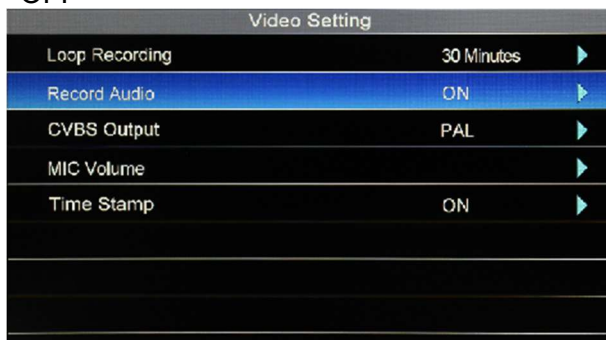 Video Setting
Loop Recording 30 Minutes
Record Audio ON
CVBS Output PAL
MIC Volume
Time Stamp ON